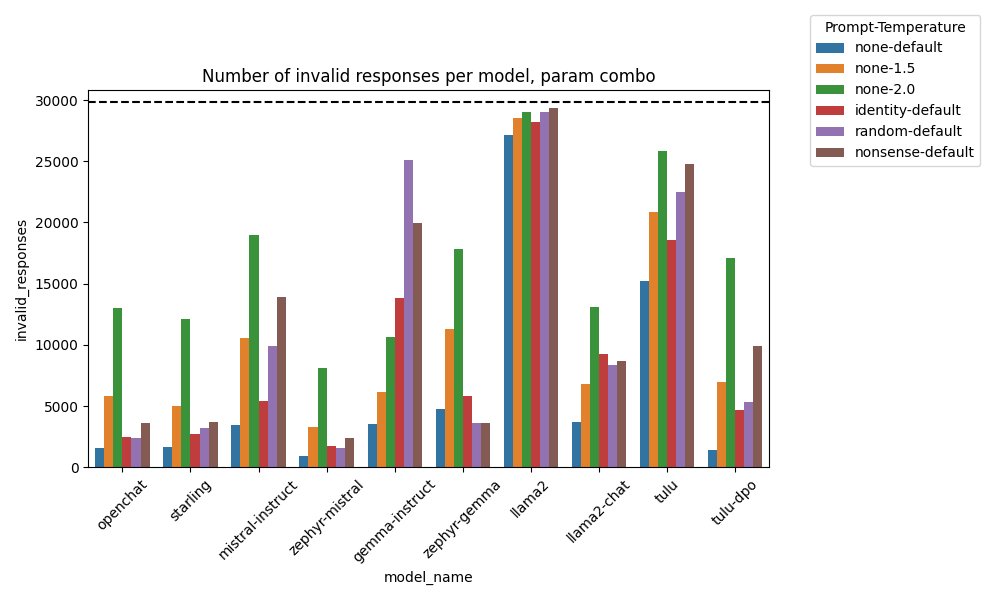 Prompt-Temperature
none-default
none-1.5
none-2.0
identity-default
random-default
nonsense-default
Number of invalid responses per model, param combo
30000
25000
20000
15000
10000
5000
0
invalid_responses
openchat
starling
mistral-instruct
zephyr-mistral
gemma-instruct
zephyr-gemma
llama2
llama2-chat
tulu
tulu-dpo
model_name